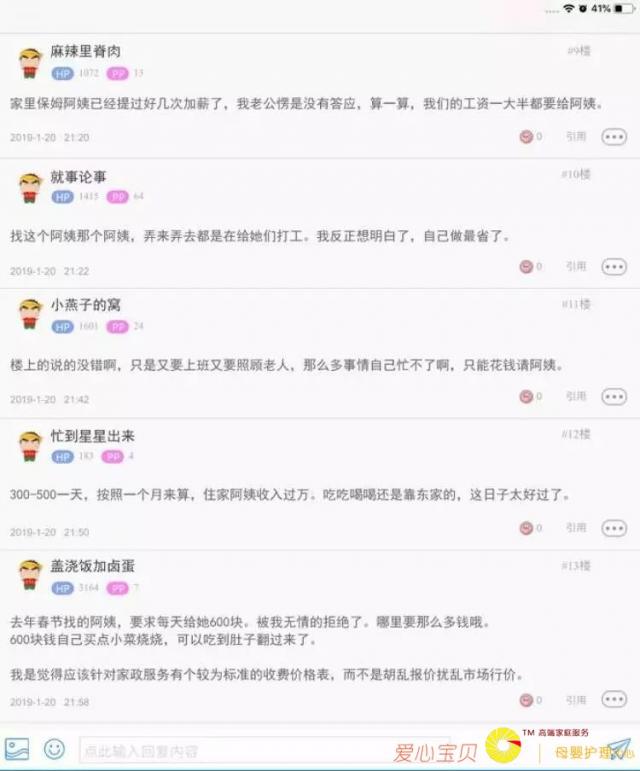 41%
麻辣里脊肉
#9楼
HP 1072 PP 13
家里保姆阿姨已经提过好几次加薪了，我老公愣是没有答应，算一算，我们的工资一大半都要给阿姨。
2019-1-20 21:20
0 引用
就事论事
#10楼
HP 1415 PP 64
找这个阿姨那个阿姨，弄来弄去都是在给她们打工。我反正想明白了，自己做最省了。
2019-1-20 21:22
0 引用
小燕子的窝
#11楼
HP 1601 PP 24
楼上的说的没错啊，只是又要上班又要照顾老人，那么多事情自己忙不了啊，只能花钱请阿姨。
2019-1-20 21:42
0 引用
忙到星星出来
#12楼
HP 183 PP 4
300-500一天，按照一个月来算，住家阿姨收入过万。吃吃喝喝还是靠东家的，这日子太好过了。
2019-1-20 21:50
0 引用
盖浇饭加卤蛋
#13楼
HP 3164 PP 7
去年春节找的阿姨，要求每天给她600块。被我无情的拒绝了。哪里要那么多钱哦。
600块钱自己买点小菜烧烧，可以吃到肚子翻过来了。
我是觉得应该针对家政服务有个较为标准的收费价格表，而不是胡乱报价扰乱市场行价。
2019-1-20 21:58
0 引用
点此输入回复内容
爱心宝贝
TM 高端家庭服务
母婴护理中心